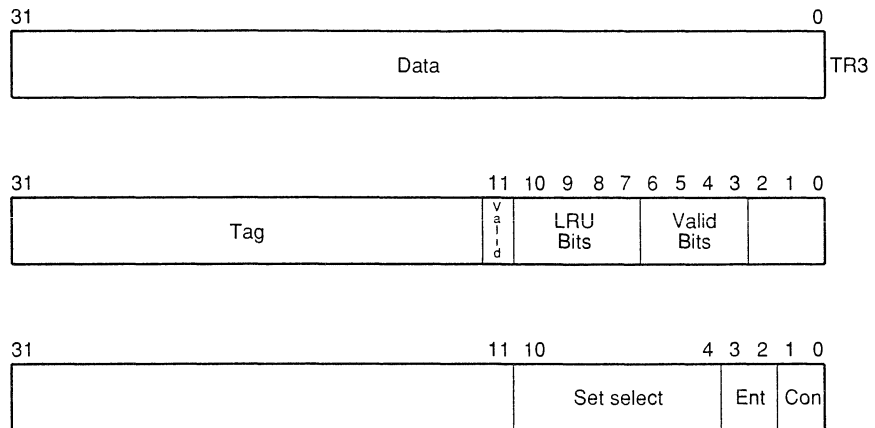 31 0
Data TR3
31 11 10 9 8 7 6 5 4 3 2 1 0
Tag Valid LRU Bits Valid Bits
31 11 10 4 3 2 1 0
Set select Ent Con